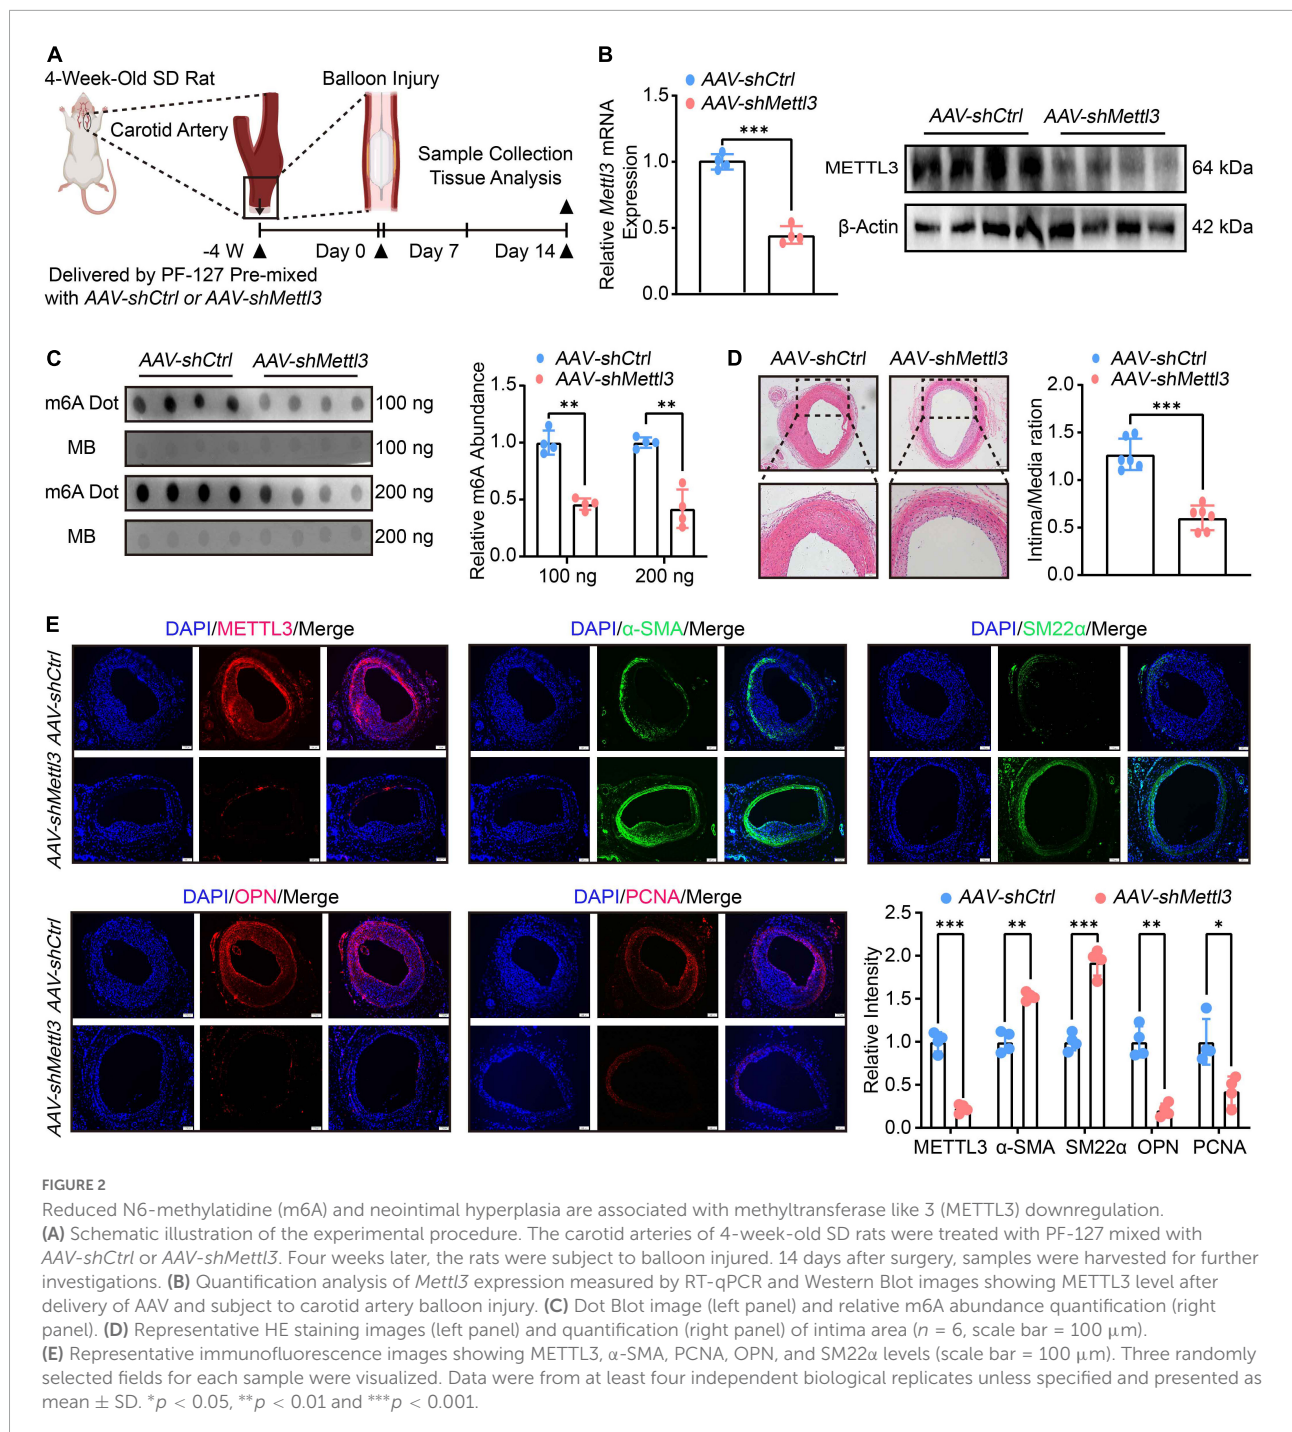 A
4-Week-Old SD Rat
Balloon Injury
Carotid Artery
Sample Collection
Tissue Analysis
-4 W
Day 0
Day 7
Day 14
Delivered by PF-127 Pre-mixed
with AAV-shCtrl or AAV-shMettl3
B
AAV-shCtrl
AAV-shMettl3
Relative Mettl3 mRNA
Expression
1.5
1.0
0.5
0.0
***
AAV-shCtrl AAV-shMettl3
METTL3
64 kDa
β-Actin
42 kDa
C
AAV-shCtrl AAV-shMettl3
m6A Dot
100 ng
MB
100 ng
m6A Dot
200 ng
MB
200 ng
AAV-shCtrl
AAV-shMettl3
Relative m6A Abundance
1.5
1.0
0.5
0.0
** **
100 ng 200 ng
D
AAV-shCtrl AAV-shMettl3
AAV-shCtrl
AAV-shMettl3
Intima/Media ration
2.0
1.5
1.0
0.5
0.0
***
E
DAPI/METTL3/Merge
DAPI/α-SMA/Merge
DAPI/SM22α/Merge
AAV-shMettl3 AAV-shCtrl
DAPI/OPN/Merge
DAPI/PCNA/Merge
AAV-shMettl3 AAV-shCtrl
AAV-shCtrl
AAV-shMettl3
Relative Intensity
2.5
2.0
1.5
1.0
0.5
0.0
*** ** *** ** *
METTL3 α-SMA SM22α OPN PCNA
FIGURE 2
Reduced N6-methylatidine (m6A) and neointimal hyperplasia are associated with methyltransferase like 3 (METTL3) downregulation.
(A) Schematic illustration of the experimental procedure. The carotid arteries of 4-week-old SD rats were treated with PF-127 mixed with
AAV-shCtrl or AAV-shMettl3. Four weeks later, the rats were subject to balloon injured. 14 days after surgery, samples were harvested for further
investigations. (B) Quantification analysis of Mettl3 expression measured by RT-qPCR and Western Blot images showing METTL3 level after
delivery of AAV and subject to carotid artery balloon injury. (C) Dot Blot image (left panel) and relative m6A abundance quantification (right
panel). (D) Representative HE staining images (left panel) and quantification (right panel) of intima area (n = 6, scale bar = 100 μm).
(E) Representative immunofluorescence images showing METTL3, α-SMA, PCNA, OPN, and SM22α levels (scale bar = 100 μm). Three randomly
selected fields for each sample were visualized. Data were from at least four independent biological replicates unless specified and presented as
mean ± SD. *p < 0.05, **p < 0.01 and ***p < 0.001.